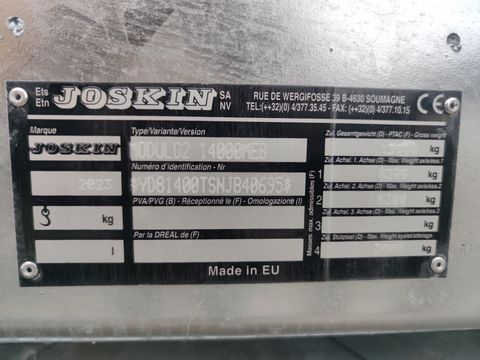 Ets
Etn
JOSKIN SA
NV
RUE DE WERGIFOSSE 39 B-4630 SOUMAGNE
TEL:(++32)(0) 4/377.35.45 - FAX: (++32)(0) 4/377.10.15
CE
Marque
JOSKIN
2023
kg
l
Type/Variante/Version
MODULO2 14000MEB
Numéro d'identification - Nr
*YD81400TSNJB40695*
PVA/PVG (B) - Réceptionné le (F) - Omologazione (I)
Par la DREAL de (F) -
Made in EU
Masses max. admissibles (F)
Zul. Gesamtgewicht (D) - PTAC (F) - Gross weight
kg
Zul. Achsl. 1. Achse (D) - Max weight axle/ess.1
1 kg
Zul. Achsl. 2. Achse (D) - Max weight axle/ess.2
2 kg
Zul. Achsl. 3. Achse (D) - Max weight axle/ess.3
3 kg
Zul. Stützlast (D) - Max. Weight eyelet/attelage
4 kg